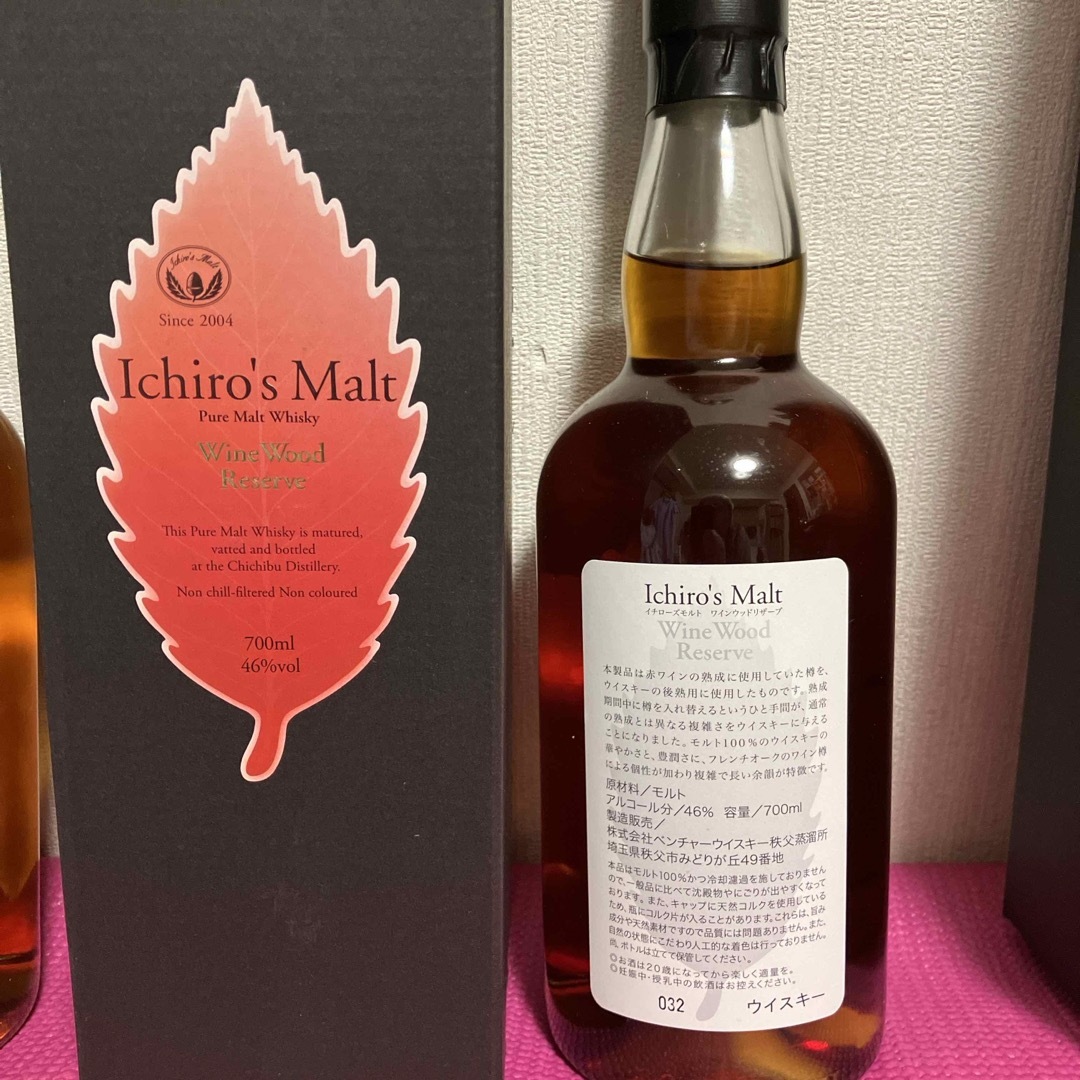 Ichiro's Malt
Since 2004
Ichiro's Malt
Pure Malt Whisky
Wine Wood
Reserve
This Pure Malt Whisky is matured,
vatted and bottled
at the Chichibu Distillery.
Non chill-filtered Non coloured
700ml
46%vol
Ichiro's Malt
イチローズモルト ワインウッドリザーブ
Wine Wood
Reserve
本製品は赤ワインの熟成に使用していた樽を、
ウイスキーの後熟用に使用したものです。熟成
期間中に樽を入れ替えるというひと手間が、通常
の熟成とは異なる複雑さをウイスキーに与える
ことになりました。モルト100%のウイスキーの
華やかさと、豊潤さに、フレンチオークのワイン樽
による個性が加わり複雑で長い余韻が特徴です。
原材料/モルト
アルコール分/46% 容量/700ml
製造販売/
株式会社ベンチャーウイスキー秩父蒸溜所
埼玉県秩父市みどりが丘49番地
本品はモルト100%かつ冷却濾過を施しておりません
ので、一般品に比べて沈殿物やにごりが出やすくなって
おります。また、キャップに天然コルクを使用している
ため、瓶にコルク片が入ることがあります。これらは、旨み
成分や天然素材ですので品質には問題ありません。また、
自然の状態にこだわり人工的な着色は行っておりません。
尚、ボトルは立てて保管してください。
◎お酒は20歳になってから楽しく適量を。
◎妊娠中・授乳中の飲酒はお控えください。
032 ウイスキー